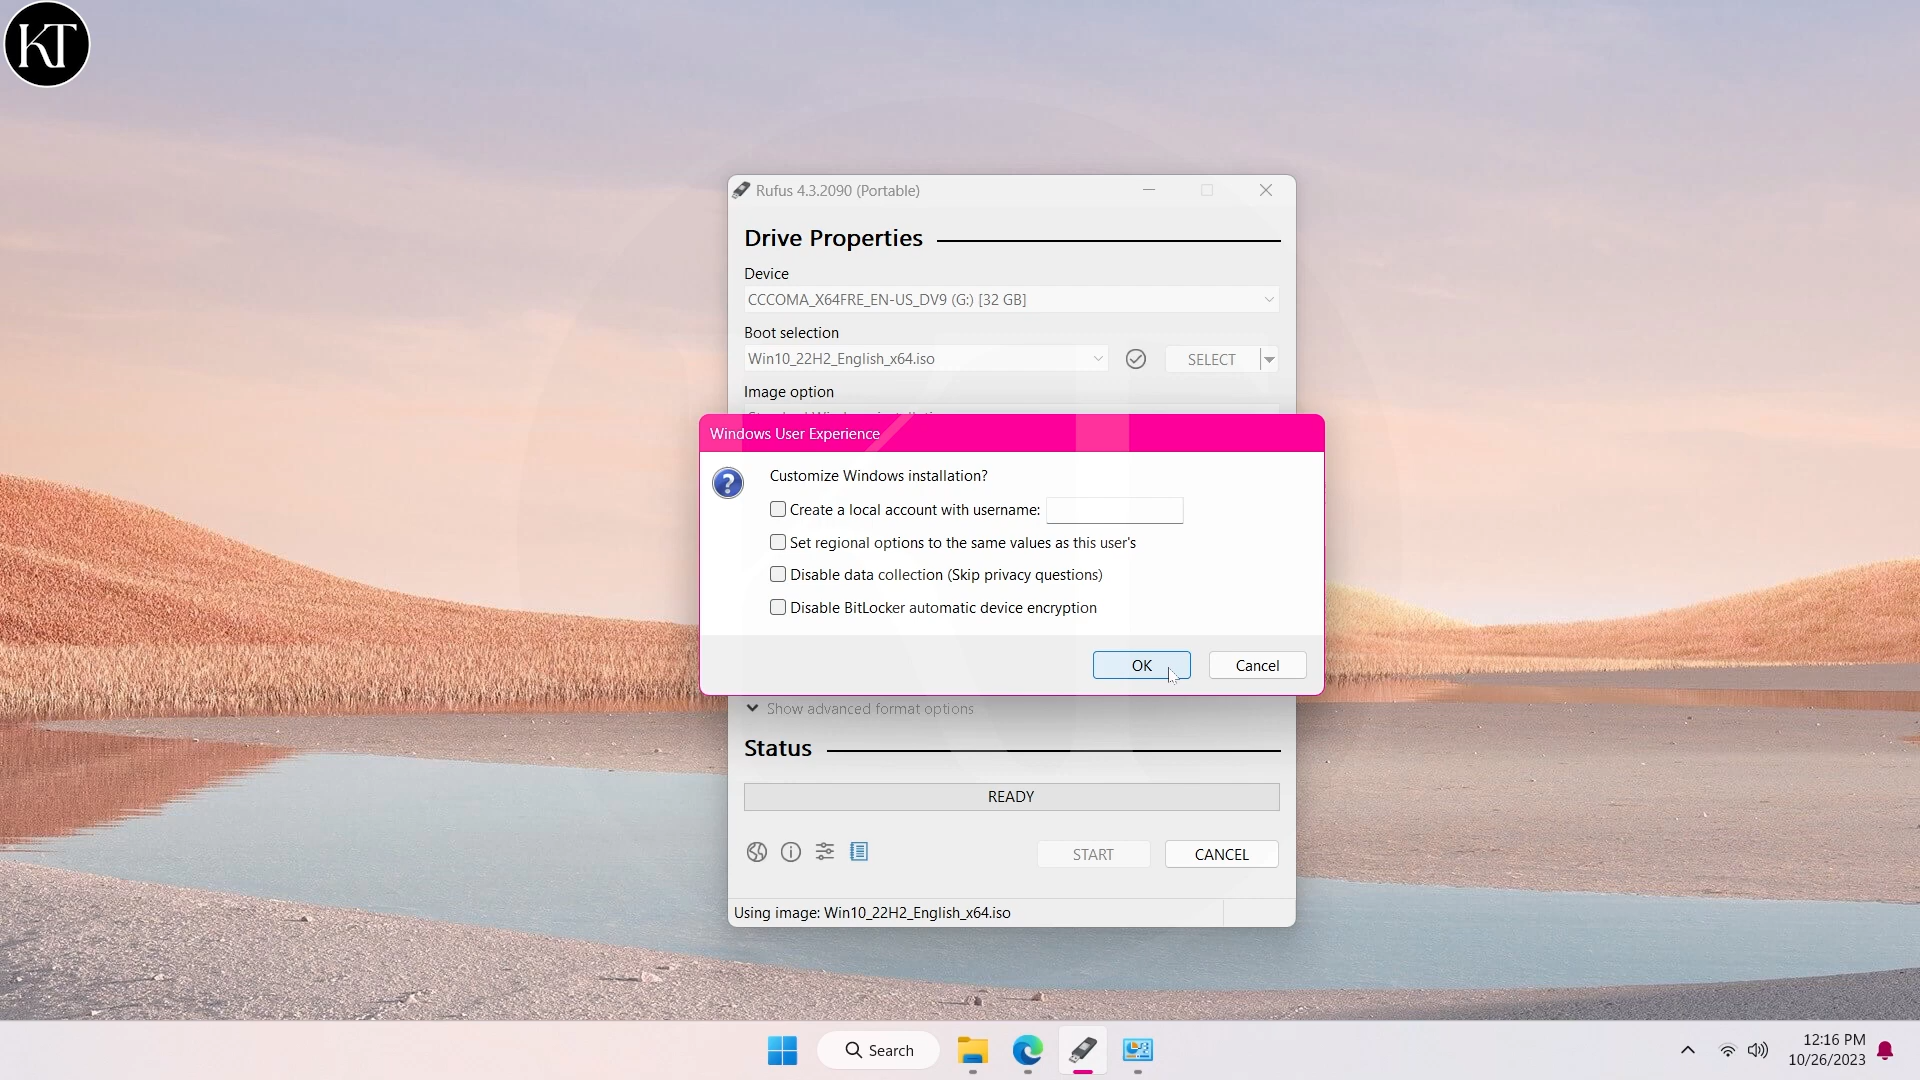 KT
Rufus 4.3.2090 (Portable)
Drive Properties
Device
CCCOMA_X64FRE_EN-US_DV9 (G:) [32 GB]
Boot selection
Win10_22H2_English_x64.iso
SELECT
Image option
Windows User Experience
Customize Windows installation?
Create a local account with username:
Set regional options to the same values as this user's
Disable data collection (Skip privacy questions)
Disable BitLocker automatic device encryption
OK Cancel
Show advanced format options
Status
READY
START CANCEL
Using image: Win10_22H2_English_x64.iso
Search
12:16 PM
10/26/2023